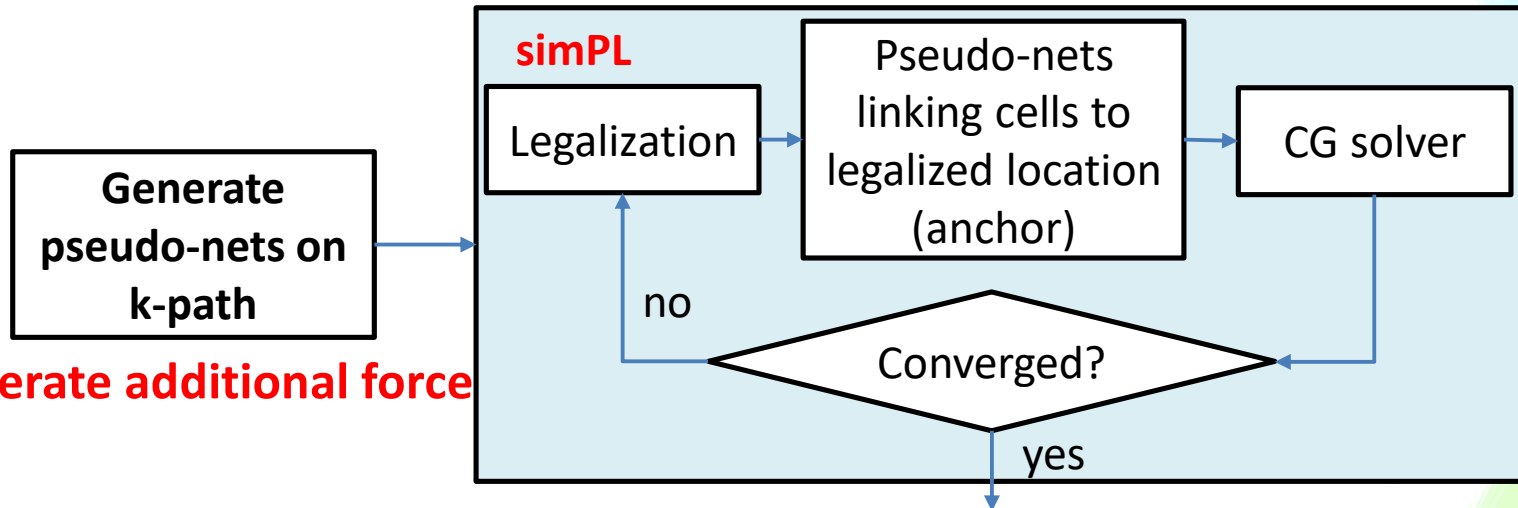 simPL
Legalization
Pseudo-nets
linking cells to
legalized location
(anchor)
CG solver
Generate
pseudo-nets on
k-path
no
Converged?
additional force
yes